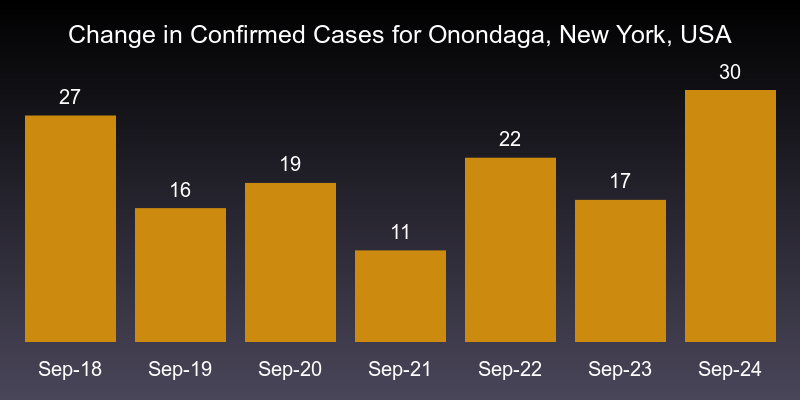 Change in Confirmed Cases for Onondaga, New York, USA
27
16
19
11
22
17
30
Sep-18
Sep-19
Sep-20
Sep-21
Sep-22
Sep-23
Sep-24